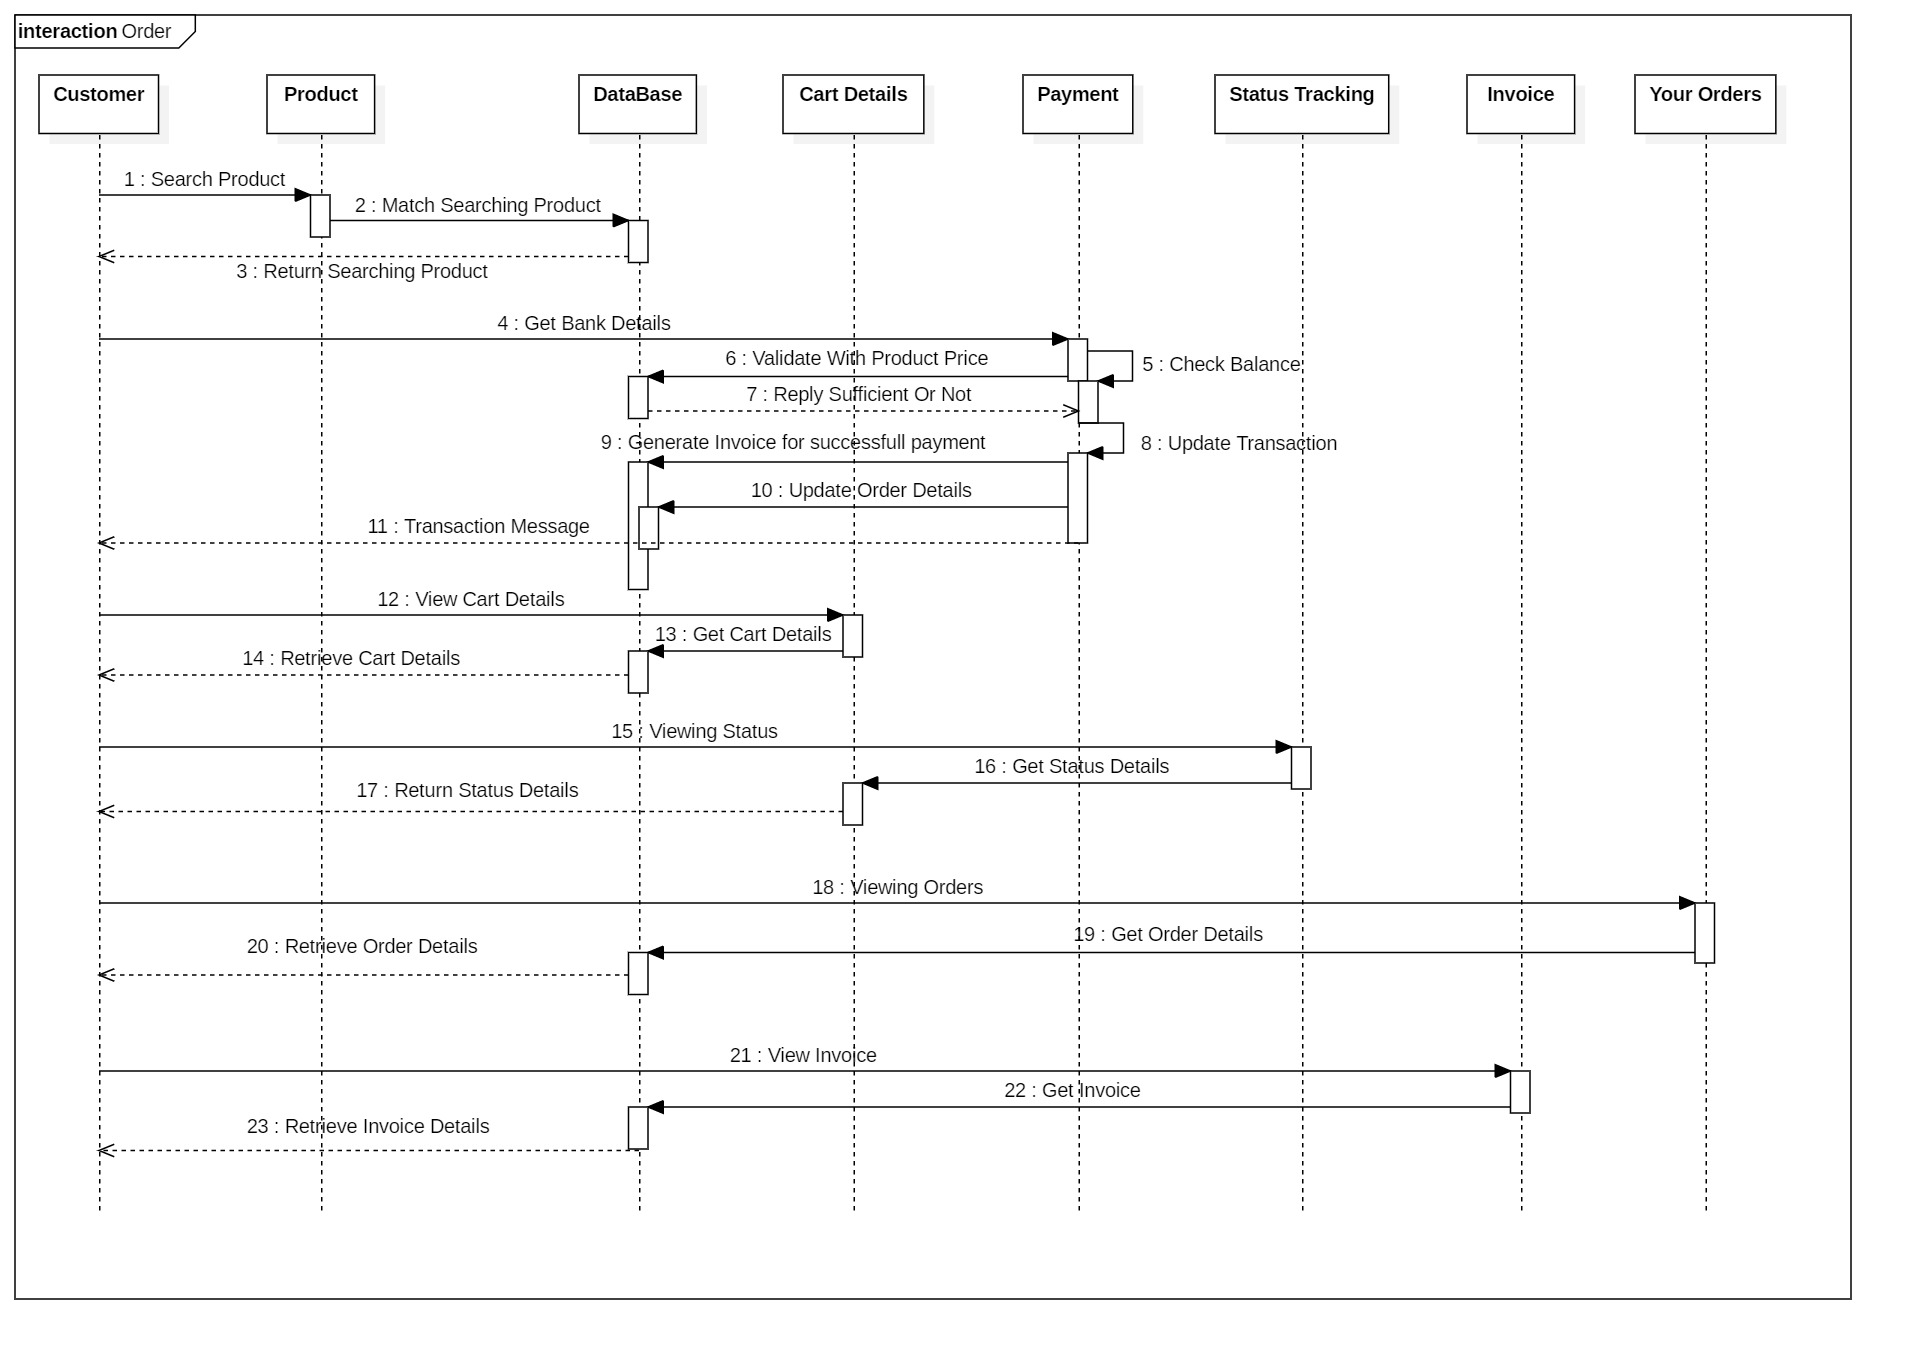 interaction Order
Customer
Product
DataBase
Cart Details
Payment
Status Tracking
Invoice
Your Orders
1 : Search Product
2 : Match Searching Product
3 : Return Searching Product
4 : Get Bank Details
6 : Validate With Product Price
5 : Check Balance
7 : Reply Sufficient Or Not
9 : Generate Invoice for successfull payment
8 : Update Transaction
10 : Update Order Details
11 : Transaction Message
12 : View Cart Details
13 : Get Cart Details
14 : Retrieve Cart Details
15 : Viewing Status
16 : Get Status Details
17 : Return Status Details
18 : Viewing Orders
19 : Get Order Details
20 : Retrieve Order Details
21 : View Invoice
22 : Get Invoice
23 : Retrieve Invoice Details